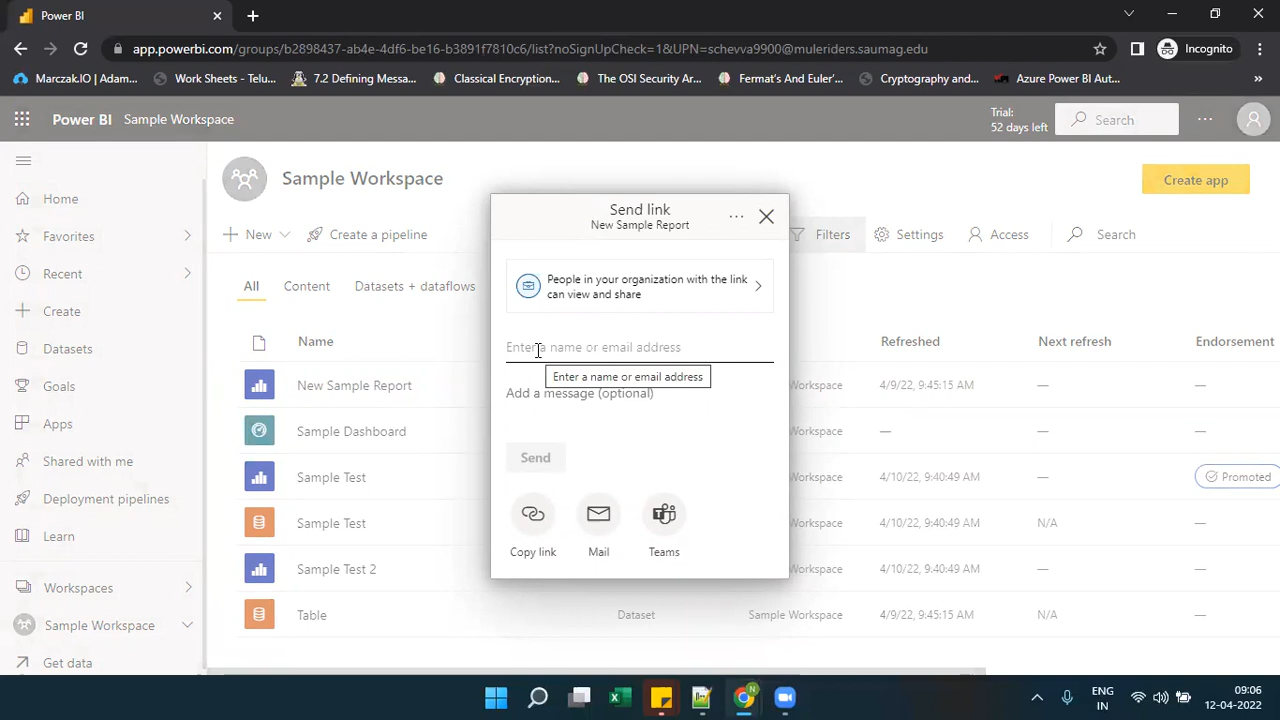 Power BI
app.powerbi.com/groups/b2898437-ab4e-4df6-be16-b3891f7810c6/list?noSignUpCheck=1&UPN=schevva9900@muleriders.saumag.edu
Incognito
Marczak.IO | Adam...
Work Sheets - Telu...
7.2 Defining Messa...
Classical Encryption...
The OSI Security Ar...
Fermat's And Euler'...
Cryptography and...
Azure Power BI Aut...
»
Power BI Sample Workspace
Trial:
52 days left
Search
Sample Workspace
Create app
New
Create a pipeline
Filters
Settings
Access
Search
All
Content
Datasets + dataflows
Name
Refreshed
Next refresh
Endorsement
New Sample Report
4/9/22, 9:45:15 AM
—
—
Sample Dashboard
Workspace
—
—
—
Sample Test
Workspace
4/10/22, 9:40:49 AM
—
Promoted
Sample Test
Workspace
4/10/22, 9:40:49 AM
N/A
—
Sample Test 2
Workspace
4/10/22, 9:40:49 AM
—
—
Table
Dataset
Sample Workspace
4/9/22, 9:45:15 AM
N/A
—
Home
Favorites
Recent
Create
Datasets
Goals
Apps
Shared with me
Deployment pipelines
Learn
Workspaces
Sample Workspace
Get data
Send link
New Sample Report
People in your organization with the link
can view and share
Enter a name or email address
Enter a name or email address
Add a message (optional)
Send
Copy link
Mail
Teams
ENG
IN
09:06
12-04-2022